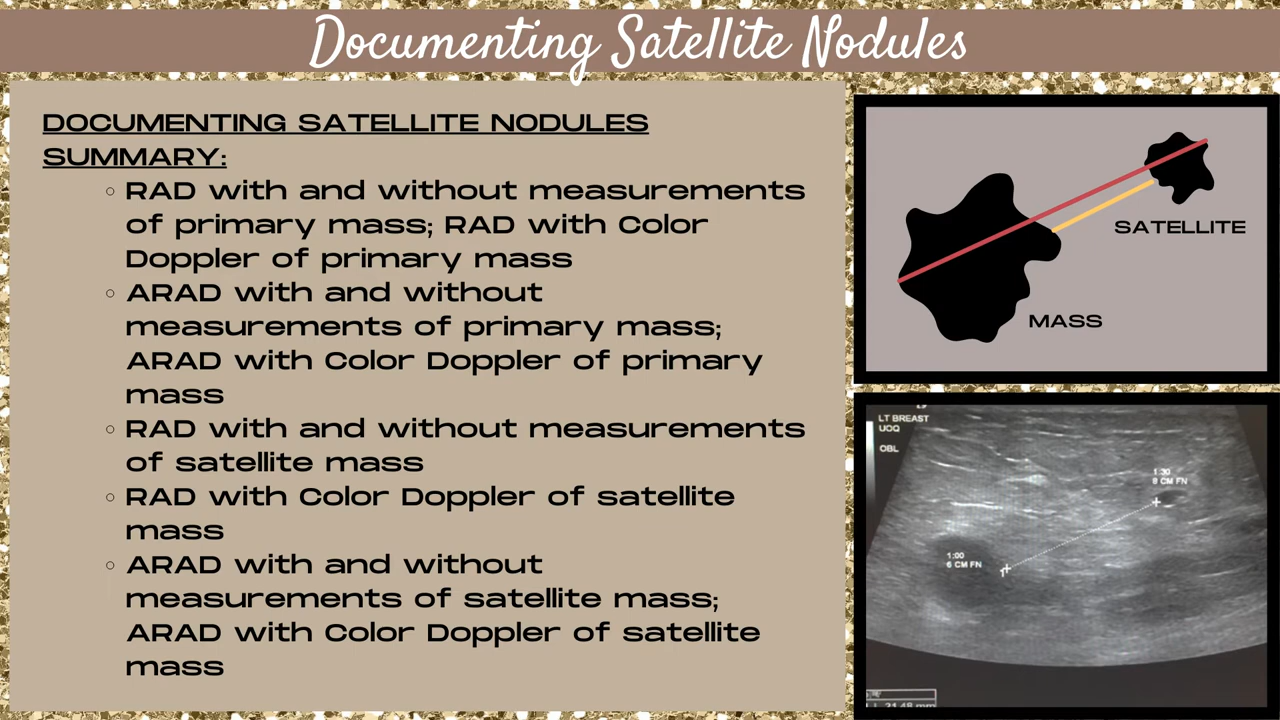 Documenting Satellite Nodules
DOCUMENTING SATELLITE NODULES
SUMMARY:
RAD with and without measurements
of primary mass; RAD with Color
Doppler of primary mass
ARAD with and without
measurements of primary mass;
ARAD with Color Doppler of primary
mass
RAD with and without measurements
of satellite mass
RAD with Color Doppler of satellite
mass
ARAD with and without
measurements of satellite mass;
ARAD with Color Doppler of satellite
mass
SATELLITE
MASS
LT BREAST
UOQ
OBL
1:30
8 CM FN
1:00
6 CM FN
21.48 mm